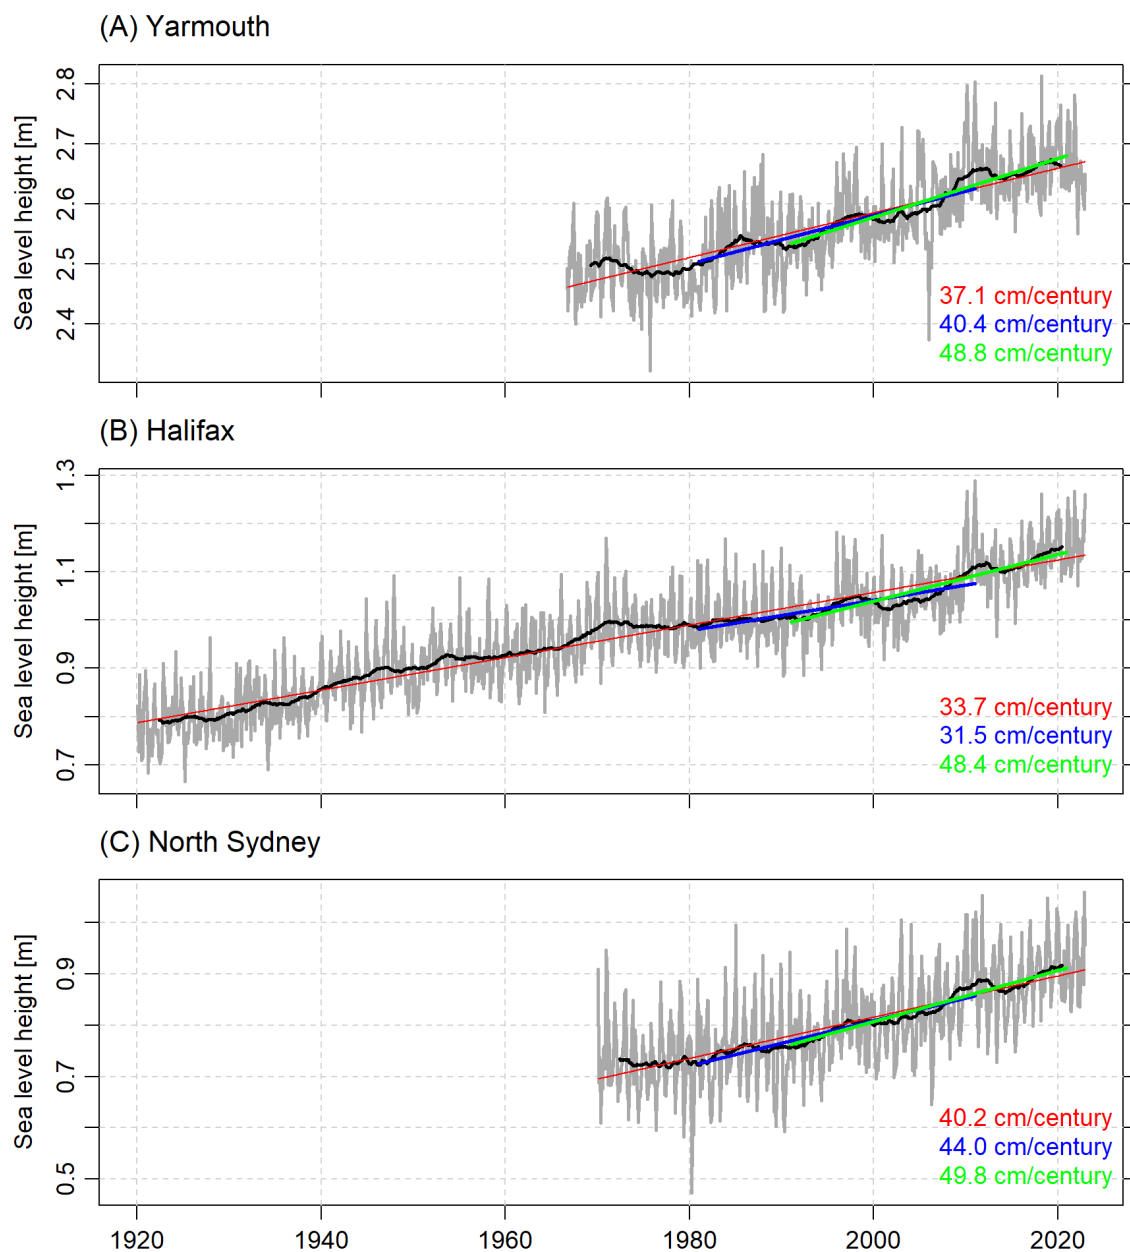 (A) Yarmouth
Sea level height [m]
2.8
2.7
2.6
2.5
2.4
37.1 cm/century
40.4 cm/century
48.8 cm/century
(B) Halifax
Sea level height [m]
1.3
1.1
0.9
0.7
33.7 cm/century
31.5 cm/century
48.4 cm/century
(C) North Sydney
Sea level height [m]
0.9
0.7
0.5
40.2 cm/century
44.0 cm/century
49.8 cm/century
1920 1940 1960 1980 2000 2020